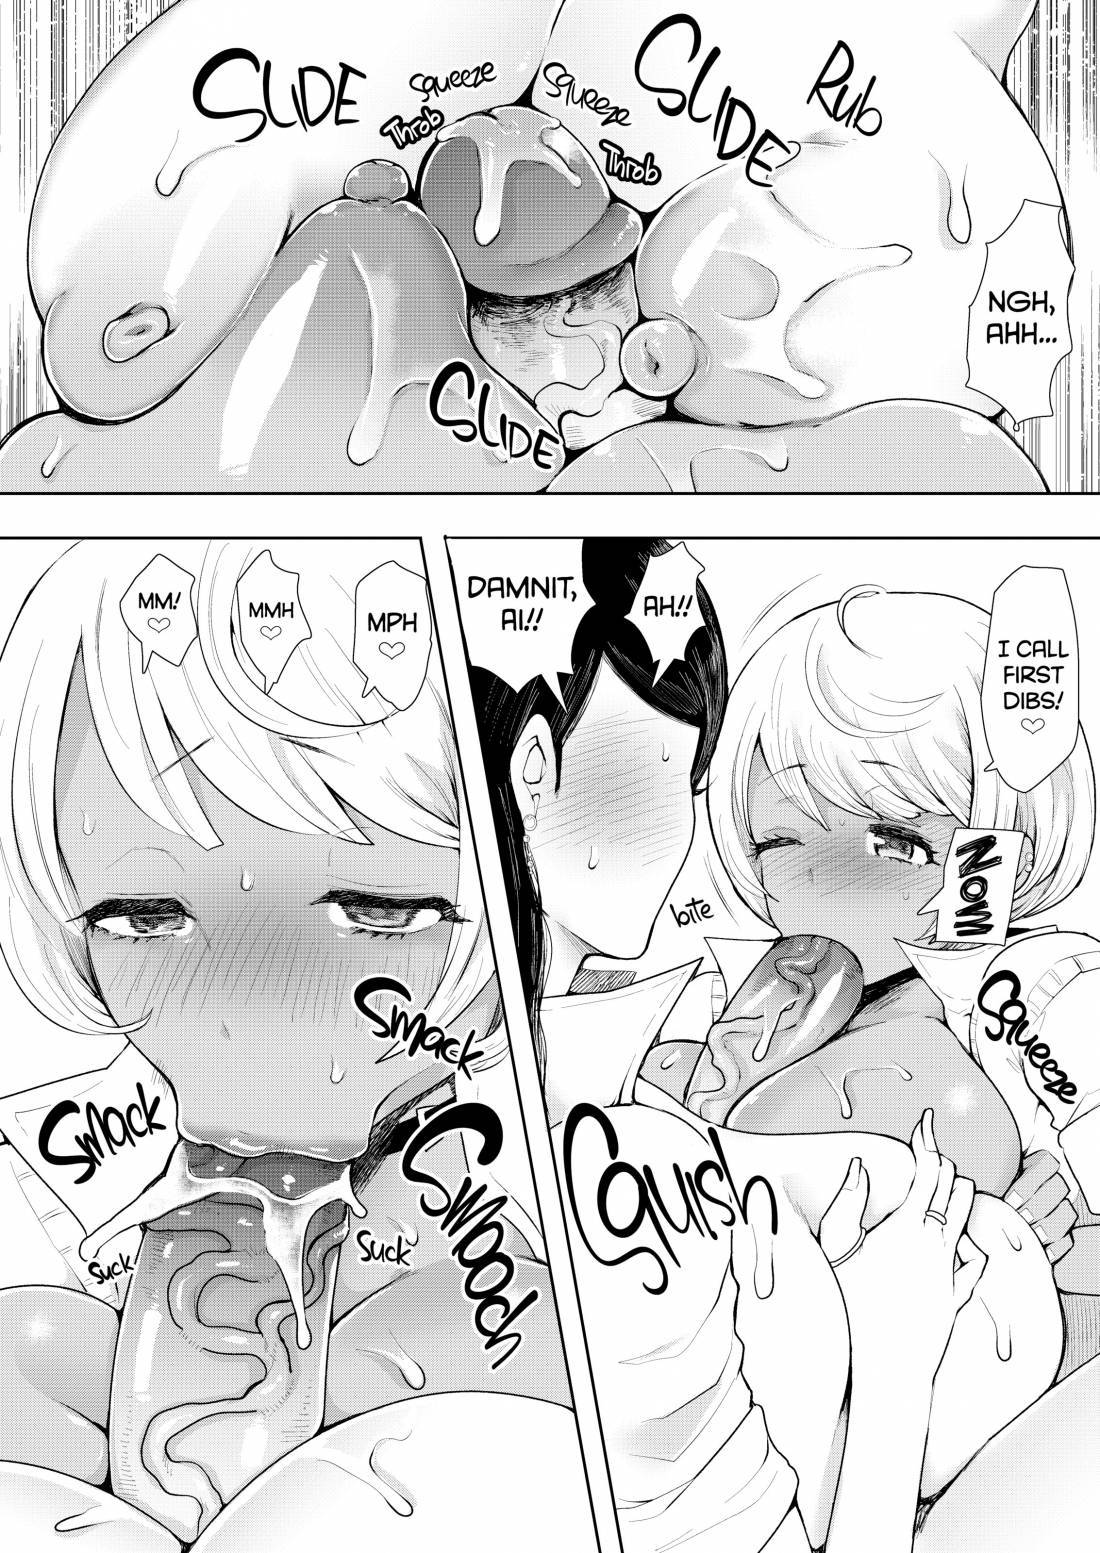 SLIDE
Squeeze
Throb
Squeeze
Throb
SLIDE
Rub
NGH,
AHH...
SLIDE
I CALL
FIRST
DIBS!
♡
AH!!
DAMNIT,
AI!!
NOM
bite
Squeeze
Squish
MPH
♡
MMH
♡
MM!
♡
Smack
Smack
Smooch
Suck
Suck